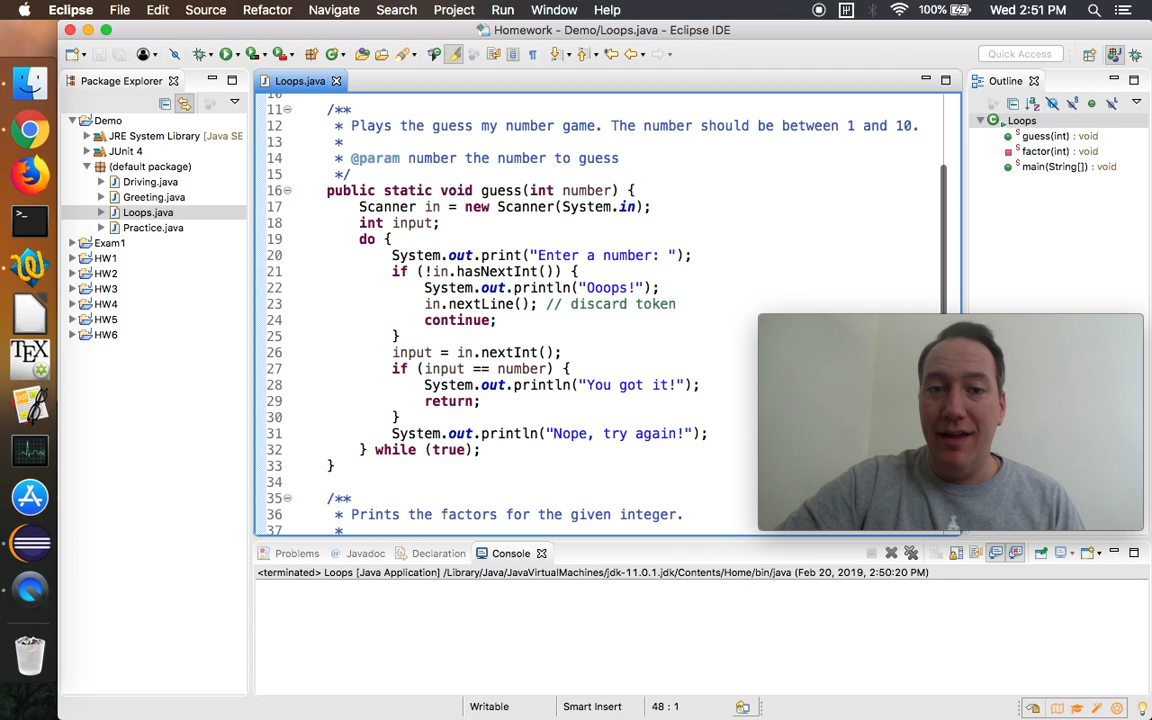 Eclipse File Edit Source Refactor Navigate Search Project Run Window Help 100% Wed 2:51 PM
Homework - Demo/Loops.java - Eclipse IDE
Quick Access
Package Explorer
Demo
JRE System Library [Java SE
JUnit 4
(default package)
Driving.java
Greeting.java
Loops.java
Practice.java
Exam1
HW1
HW2
HW3
HW4
HW5
HW6
Loops.java
10
11 /**
12 * Plays the guess my number game. The number should be between 1 and 10.
13 *
14 * @param number the number to guess
15 */
16 public static void guess(int number) {
17 Scanner in = new Scanner(System.in);
18 int input;
19 do {
20 System.out.print("Enter a number: ");
21 if (!in.hasNextInt()) {
22 System.out.println("Ooops!");
23 in.nextLine(); // discard token
24 continue;
25 }
26 input = in.nextInt();
27 if (input == number) {
28 System.out.println("You got it!");
29 return;
30 }
31 System.out.println("Nope, try again!");
32 } while (true);
33 }
34
35 /**
36 * Prints the factors for the given integer.
37 *
Outline
Loops
guess(int) : void
factor(int) : void
main(String[]) : void
Problems @ Javadoc Declaration Console
<terminated> Loops [Java Application] /Library/Java/JavaVirtualMachines/jdk-11.0.1.jdk/Contents/Home/bin/java (Feb 20, 2019, 2:50:20 PM)
Writable Smart Insert 48 : 1
TEX